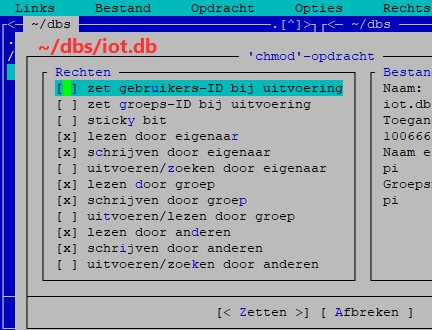 Links Bestand Opdracht Opties Rechts
<─ ~/dbs .[^]> <─ ~/dbs
~/dbs/iot.db
'chmod'-opdracht
Rechten
[ ] zet gebruikers-ID bij uitvoering
[ ] zet groeps-ID bij uitvoering
[ ] sticky bit
[x] lezen door eigenaar
[x] schrijven door eigenaar
[ ] uitvoeren/zoeken door eigenaar
[x] lezen door groep
[x] schrijven door groep
[ ] uitvoeren/lezen door groep
[x] lezen door anderen
[x] schrijven door anderen
[ ] uitvoeren/zoeken door anderen
Bestan
Naam:
iot.db
Toegan
100666
Naam e
pi
Groeps
pi
[< Zetten >] [ Afbreken ]